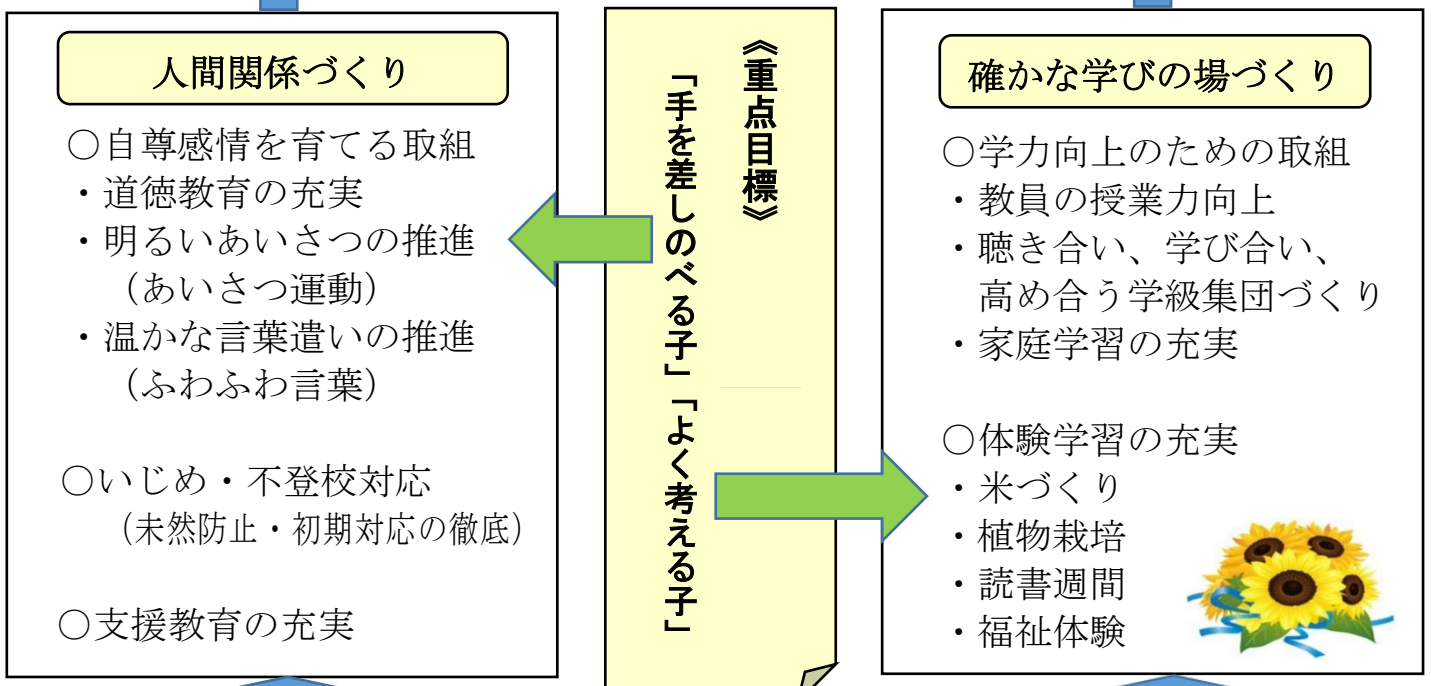 人間関係づくり
○自尊感情を育てる取組
・道徳教育の充実
・明るいあいさつの推進
（あいさつ運動）
・温かな言葉遣いの推進
（ふわふわ言葉）
○いじめ・不登校対応
（未然防止・初期対応の徹底）
○支援教育の充実
《重点目標》
「手を差しのべる子」「よく考える子」
確かな学びの場づくり
○学力向上のための取組
・教員の授業力向上
・聴き合い、学び合い、
高め合う学級集団づくり
・家庭学習の充実
○体験学習の充実
・米づくり
・植物栽培
・読書週間
・福祉体験